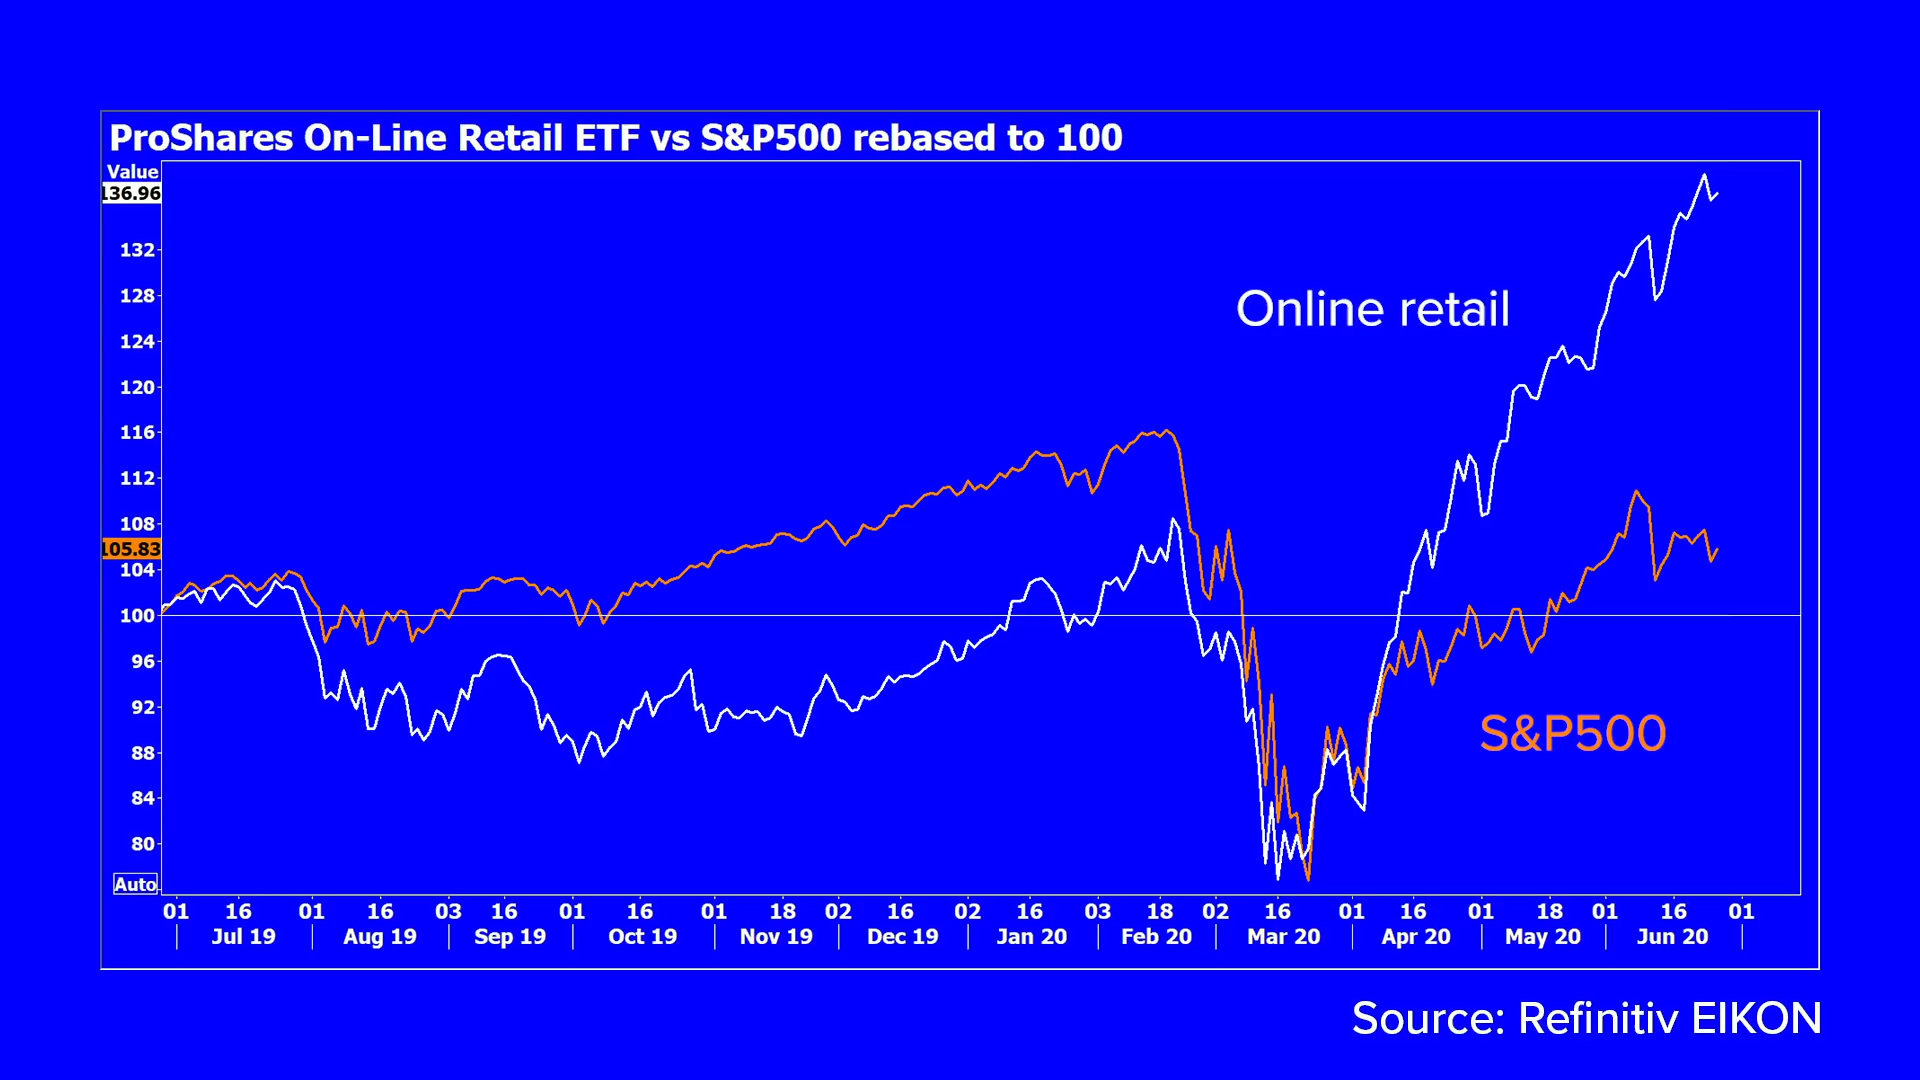 ProShares On-Line Retail ETF vs S&P500 rebased to 100
Value
136.96
132
128
124
120
116
112
108
105.83
104
100
96
92
88
84
80
Auto
Online retail
S&P500
01 16 01 16 03 16 01 16 01 18 02 16 02 16 03 18 02 16 01 16 01 18 01 16 01
Jul 19 Aug 19 Sep 19 Oct 19 Nov 19 Dec 19 Jan 20 Feb 20 Mar 20 Apr 20 May 20 Jun 20
Source: Refinitiv EIKON